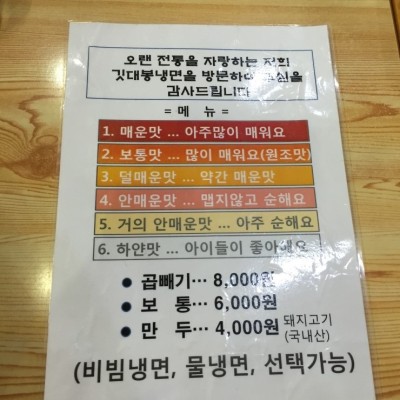 오랜 전통을 자랑하는 저희
깃대봉냉면을 방문하여 주심을
감사드립니다
= 메 뉴 =
1. 매운맛 ... 아주많이 매워요
2. 보통맛 ... 많이 매워요(원조맛)
3. 덜매운맛 ... 약간 매운맛
4. 안매운맛 ... 맵지않고 순해요
5. 거의 안매운맛 ... 아주 순해요
6. 하얀맛 ... 아이들이 좋아해요
● 곱빼기… 8,000원
● 보 통… 6,000원
● 만 두… 4,000원 돼지고기
(국내산)
(비빔냉면, 물냉면, 선택가능)